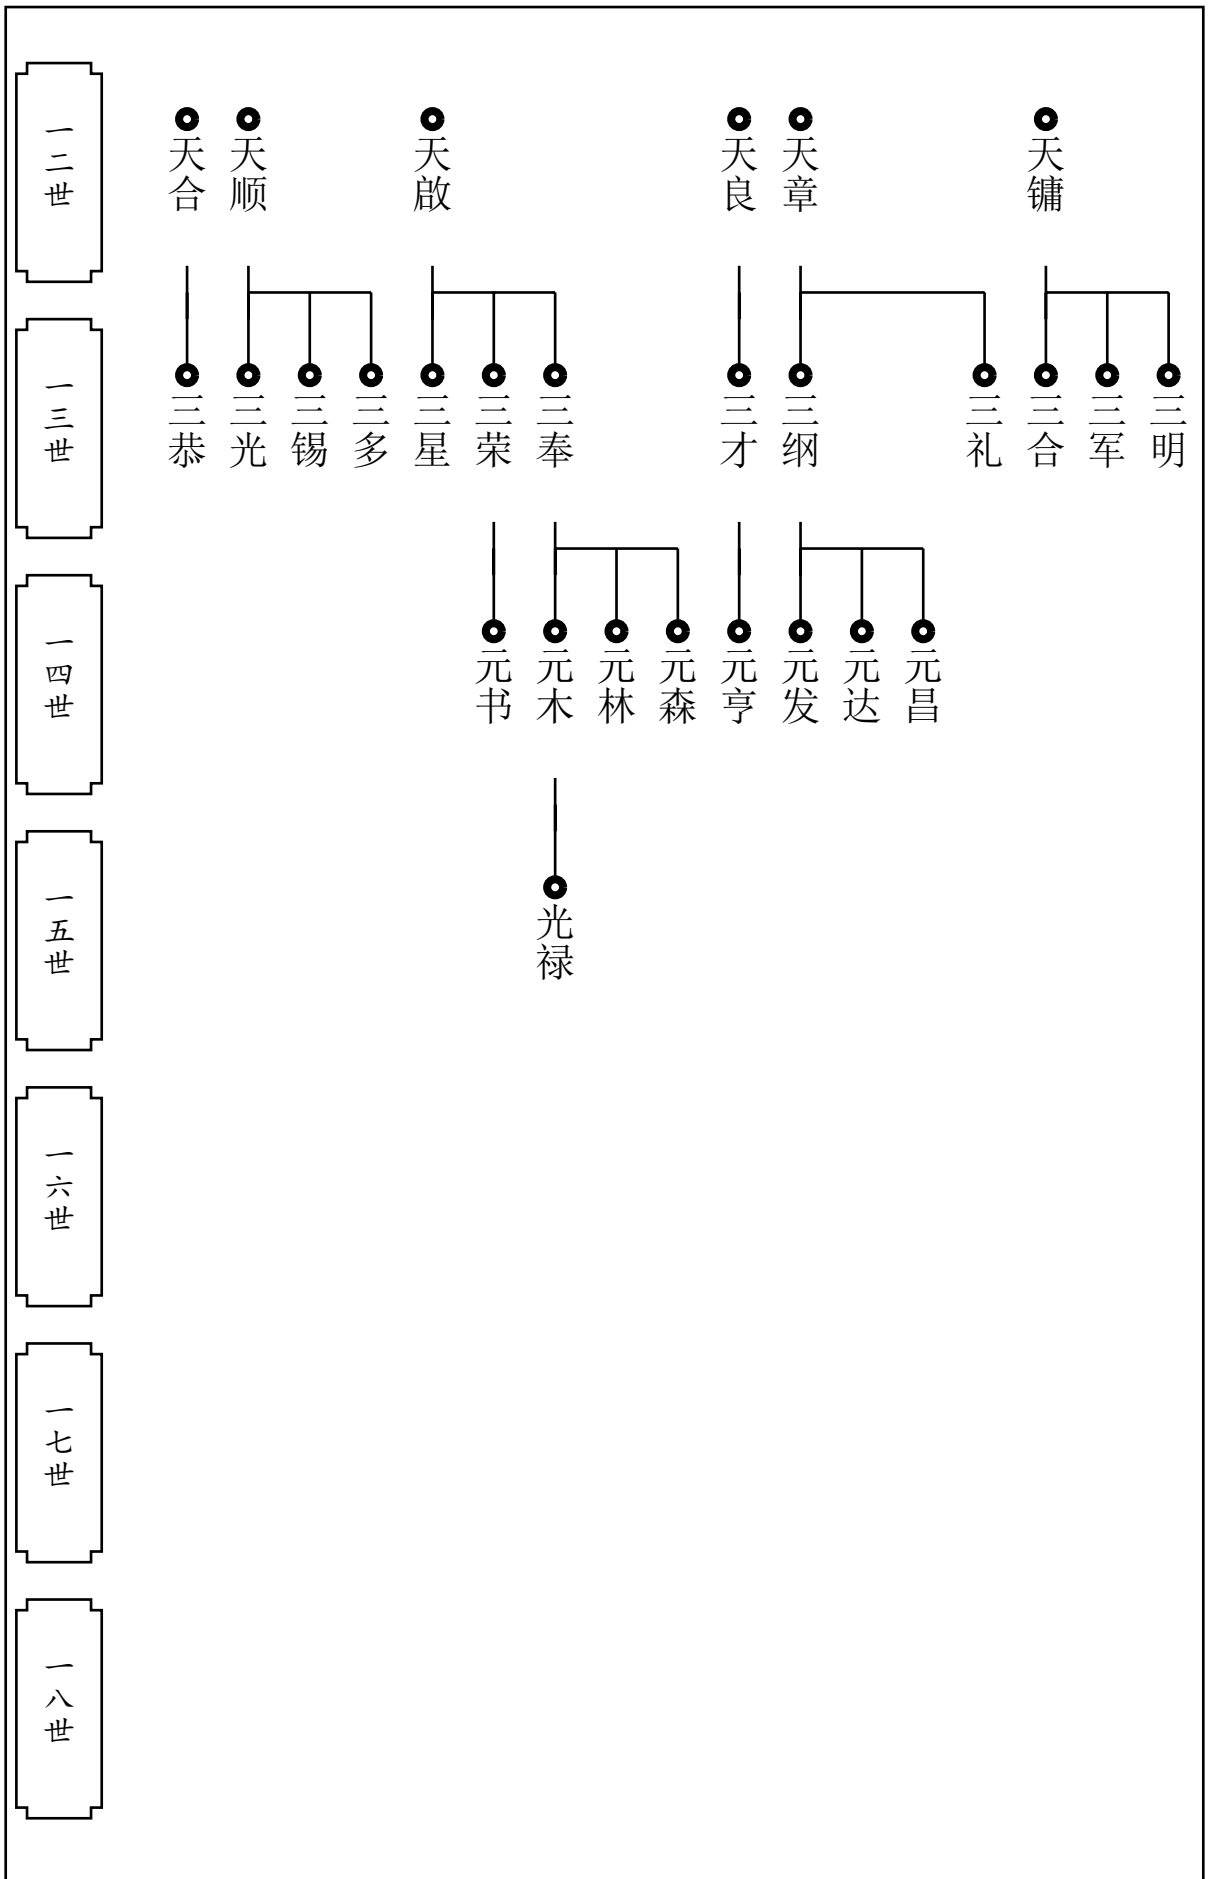 一二世
天合
天顺
天啟
天良
天章
天镛
一三世
三恭
三光
三锡
三多
三星
三荣
三奉
三才
三纲
三礼
三合
三军
三明
一四世
元书
元木
元林
元森
元亨
元发
元达
元昌
一五世
光禄
一六世
一七世
一八世